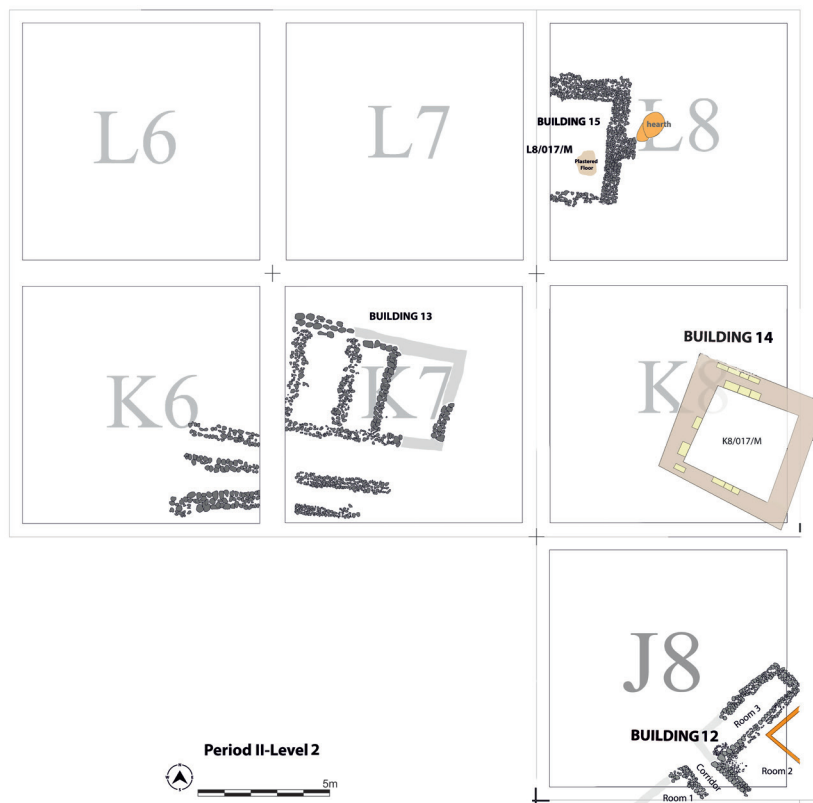 L6
L7
L8
BUILDING 15
hearth
L8/017/M
Plastered
Floor
K6
K7
BUILDING 13
K8
BUILDING 14
K8/017/M
J8
BUILDING 12
Room 3
Room 2
Corridor
Room 1
Period II-Level 2
5m